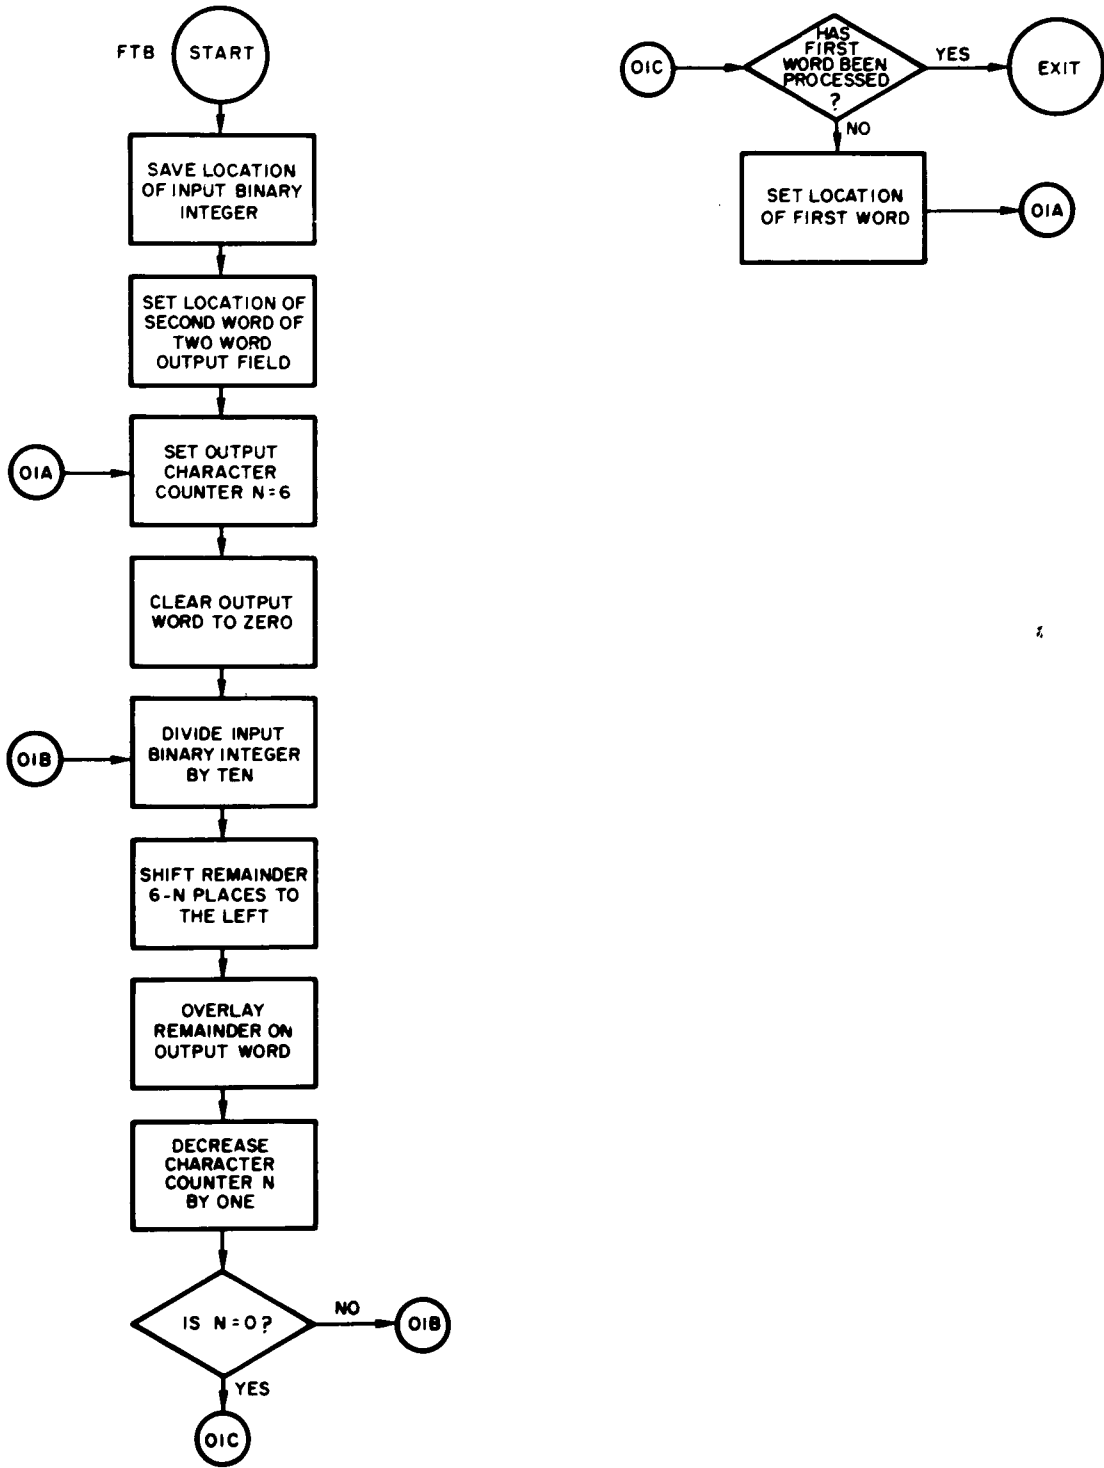 FTB
START
SAVE LOCATION
OF INPUT BINARY
INTEGER
SET LOCATION OF
SECOND WORD OF
TWO WORD
OUTPUT FIELD
01A
SET OUTPUT
CHARACTER
COUNTER N=6
CLEAR OUTPUT
WORD TO ZERO
01B
DIVIDE INPUT
BINARY INTEGER
BY TEN
SHIFT REMAINDER
6-N PLACES TO
THE LEFT
OVERLAY
REMAINDER ON
OUTPUT WORD
DECREASE
CHARACTER
COUNTER N
BY ONE
IS N=0?
NO
01B
YES
01C
01C
HAS
FIRST
WORD BEEN
PROCESSED
?
YES
EXIT
NO
SET LOCATION
OF FIRST WORD
01A